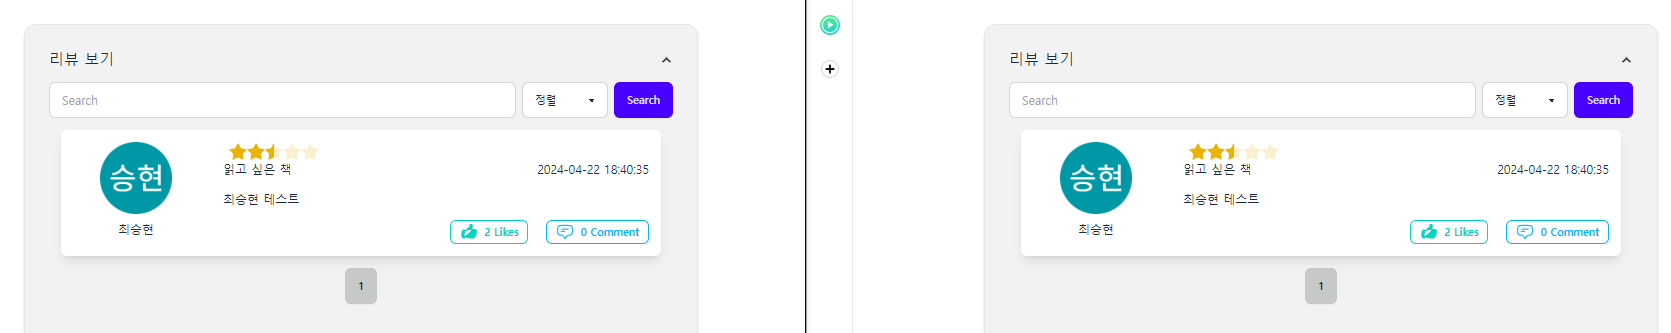 리뷰 보기
Search 정렬 Search
승현
읽고 싶은 책 2024-04-22 18:40:35
최승현 테스트
최승현
2 Likes 0 Comment
1
리뷰 보기
Search 정렬 Search
승현
읽고 싶은 책 2024-04-22 18:40:35
최승현 테스트
최승현
2 Likes 0 Comment
1